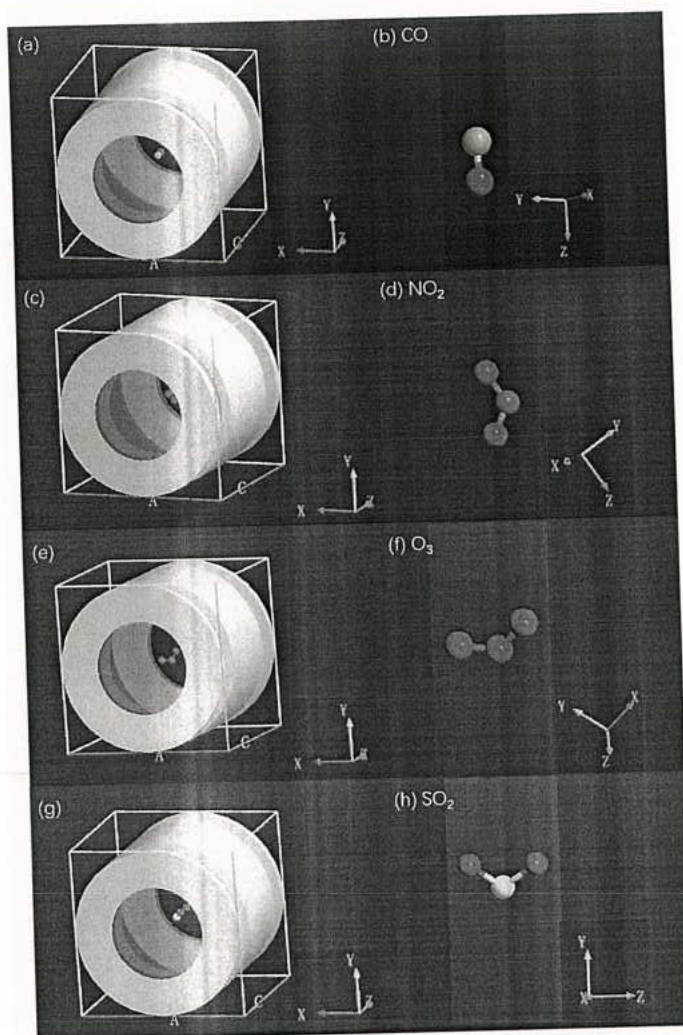 (a)
(b) CO
A
C
X
Y
Z
Y
X
Z
(c)
(d) NO₂
A
C
X
Y
Z
X
Y
Z
(e)
(f) O₃
A
C
X
Y
Y
X
Z
(g)
(h) SO₂
A
C
X
Y
Z
Y
X
Z